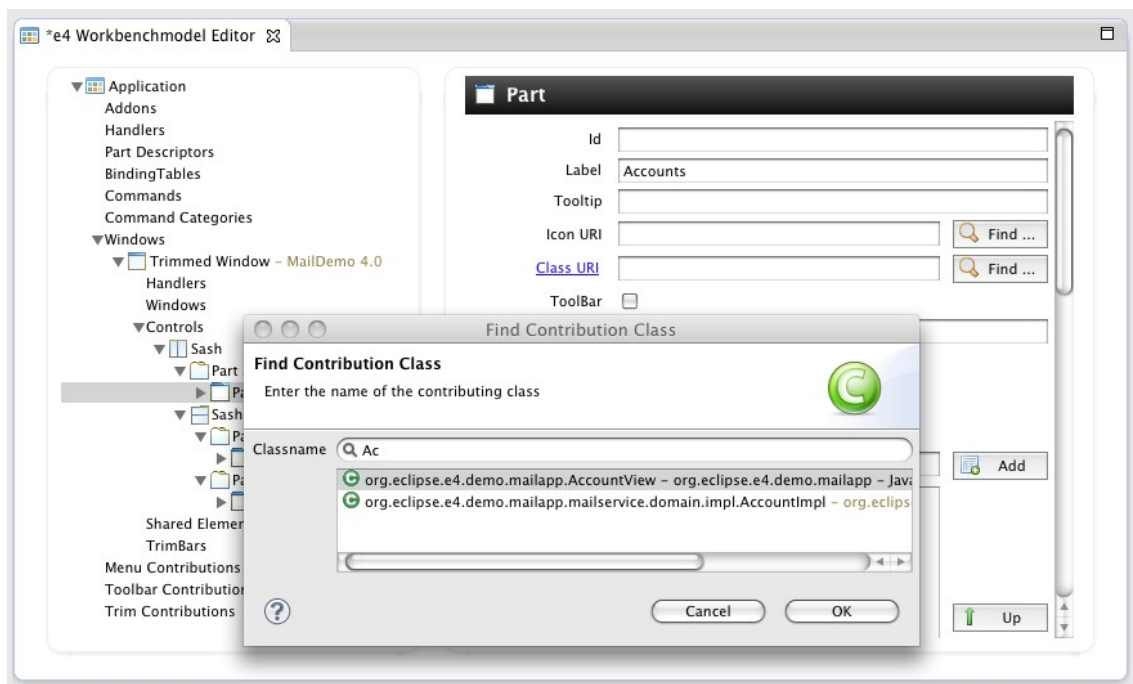 *e4 Workbenchmodel Editor
Application
Addons
Handlers
Part Descriptors
BindingTables
Commands
Command Categories
Windows
Trimmed Window – MailDemo 4.0
Handlers
Windows
Controls
Sash
Part
Sash
Shared Elemen
TrimBars
Menu Contributions
Toolbar Contribution
Trim Contributions
Part
Id
Label Accounts
Tooltip
Icon URI Find ...
Class URI Find ...
ToolBar
Add
Up
Find Contribution Class
Find Contribution Class
Enter the name of the contributing class
Classname Ac
org.eclipse.e4.demo.mailapp.AccountView – org.eclipse.e4.demo.mailapp – Java
org.eclipse.e4.demo.mailapp.mailservice.domain.impl.AccountImpl – org.eclips
Cancel OK